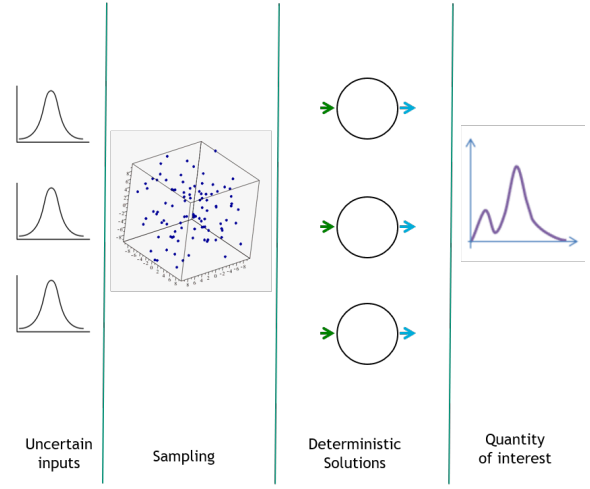 Uncertain
inputs
Sampling
Deterministic
Solutions
Quantity
of interest